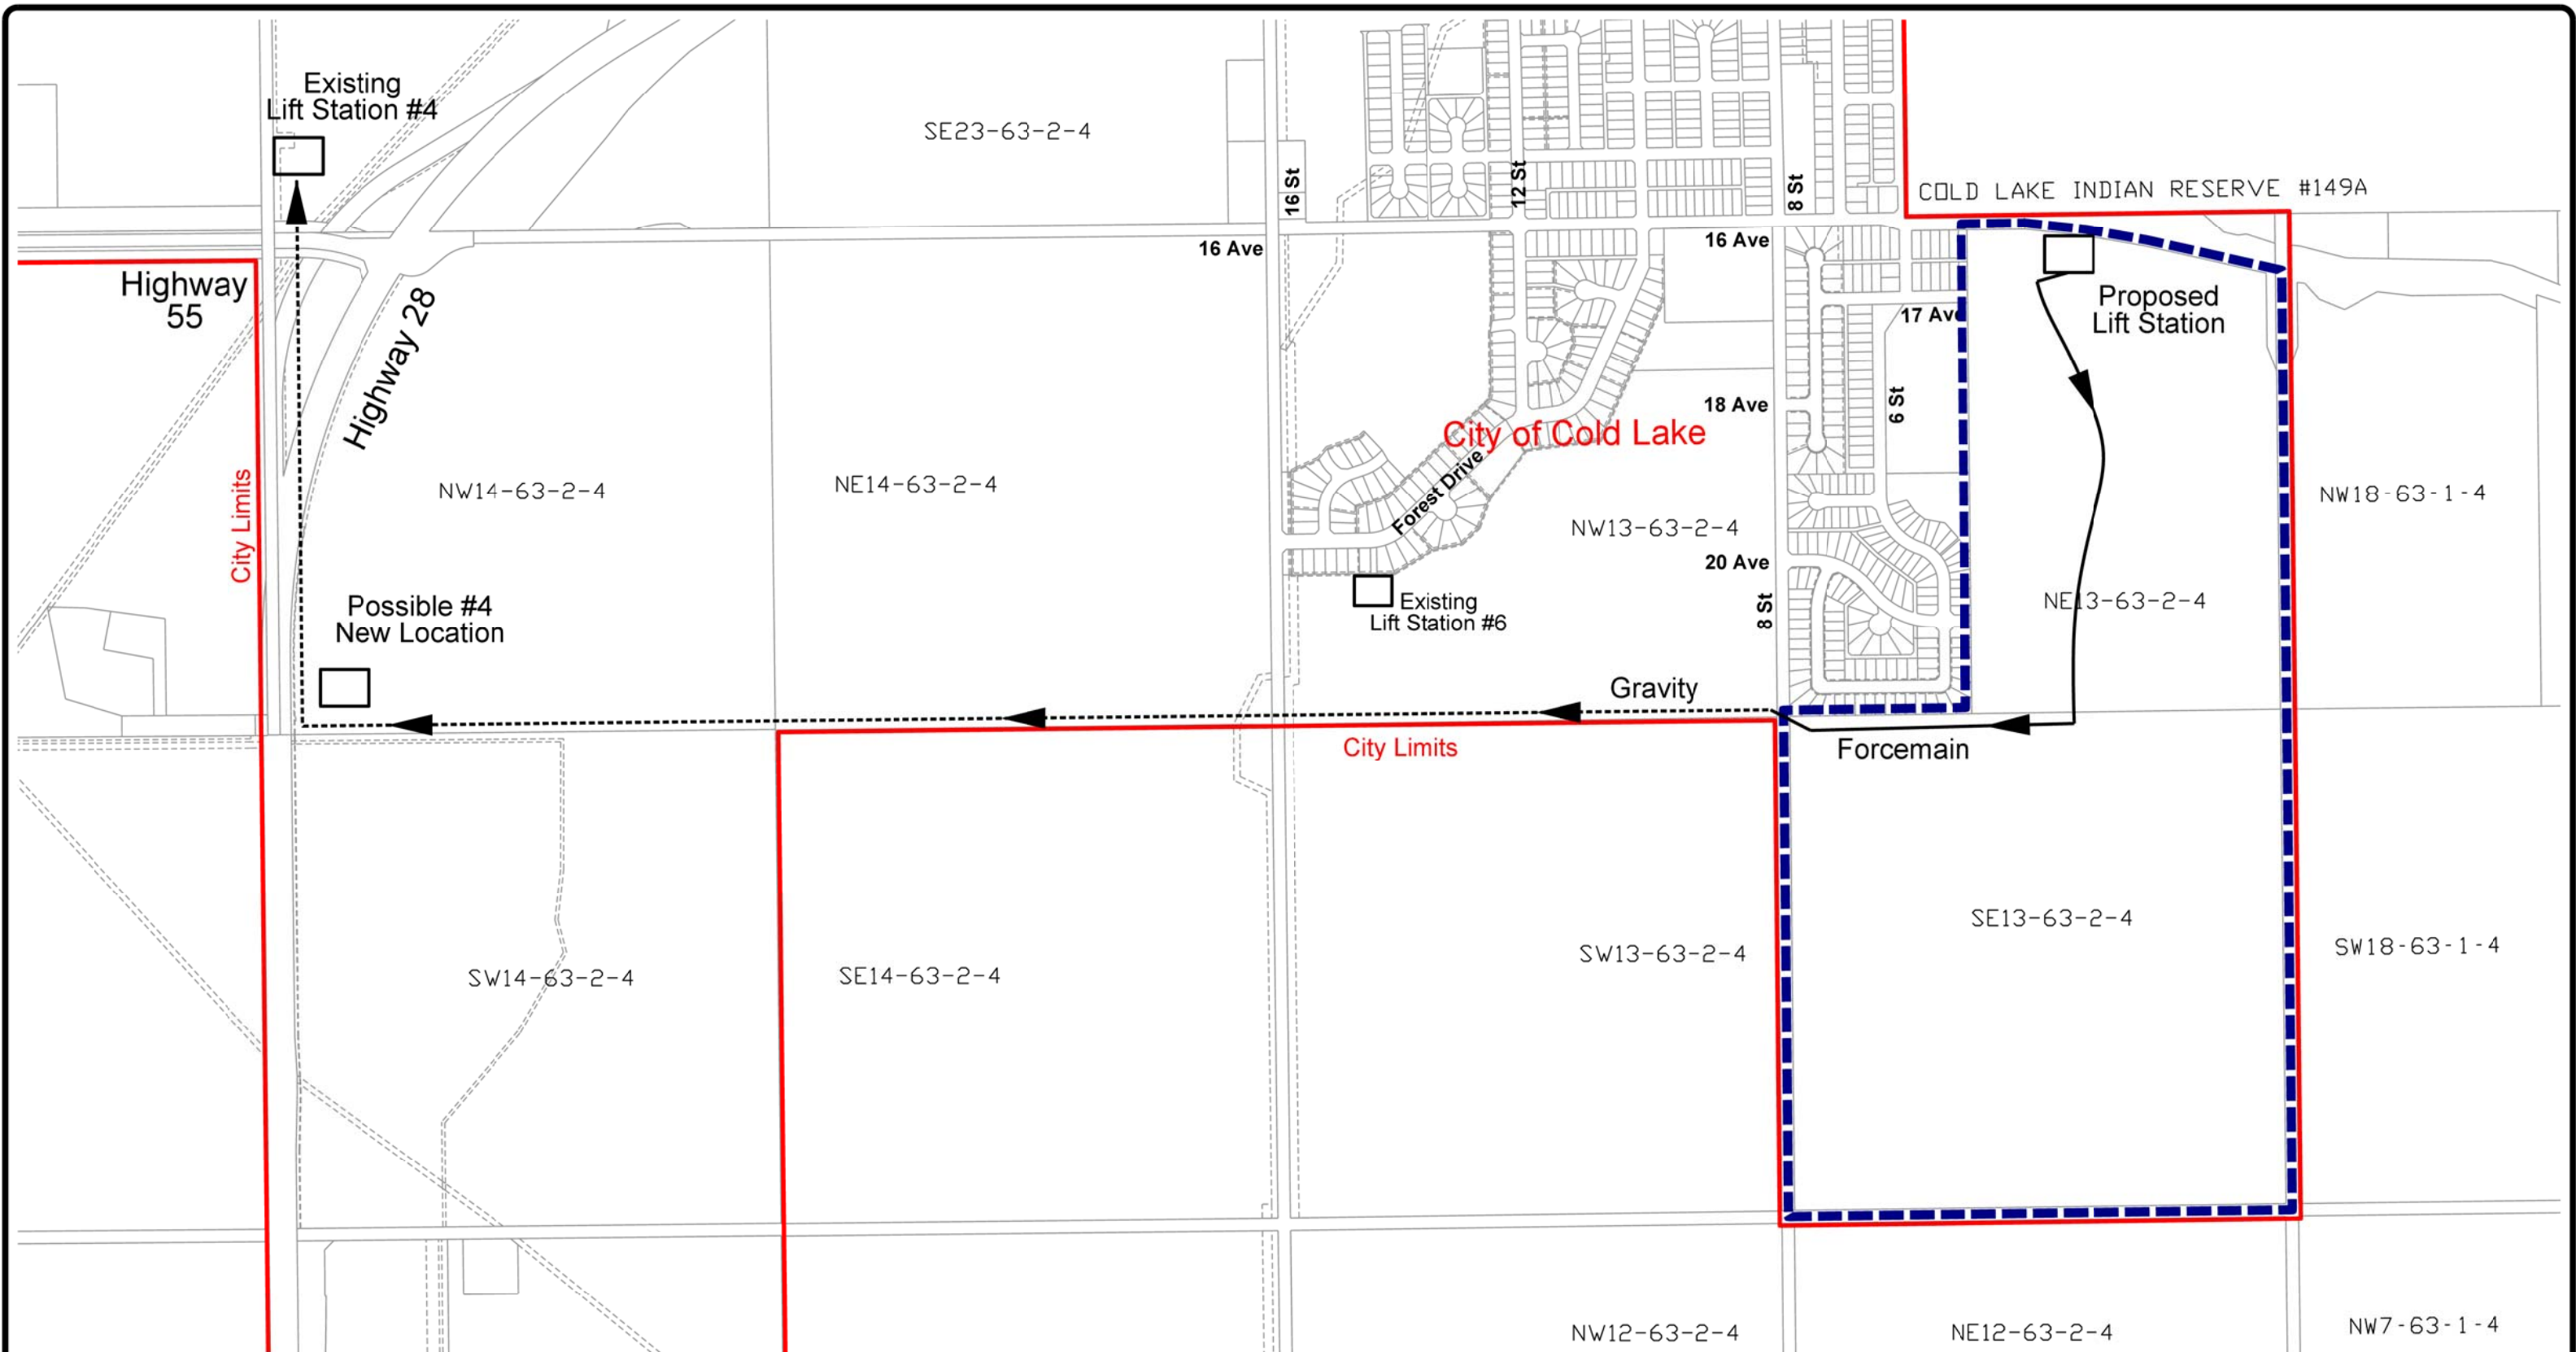 Existing
Lift Station #4
SE23-63-2-4
16 St
12 St
8 St
COLD LAKE INDIAN RESERVE #149A
16 Ave
16 Ave
Highway
55
Highway 28
Proposed
Lift Station
17 Ave
18 Ave
6 St
City of Cold Lake
Forest Drive
City Limits
NW14-63-2-4
NE14-63-2-4
NW13-63-2-4
NW18-63-1-4
20 Ave
8 St
NE13-63-2-4
Possible #4
New Location
Existing
Lift Station #6
Gravity
City Limits
Forcemain
SE13-63-2-4
SW13-63-2-4
SW18-63-1-4
SW14-63-2-4
SE14-63-2-4
NW12-63-2-4
NE12-63-2-4
NW7-63-1-4